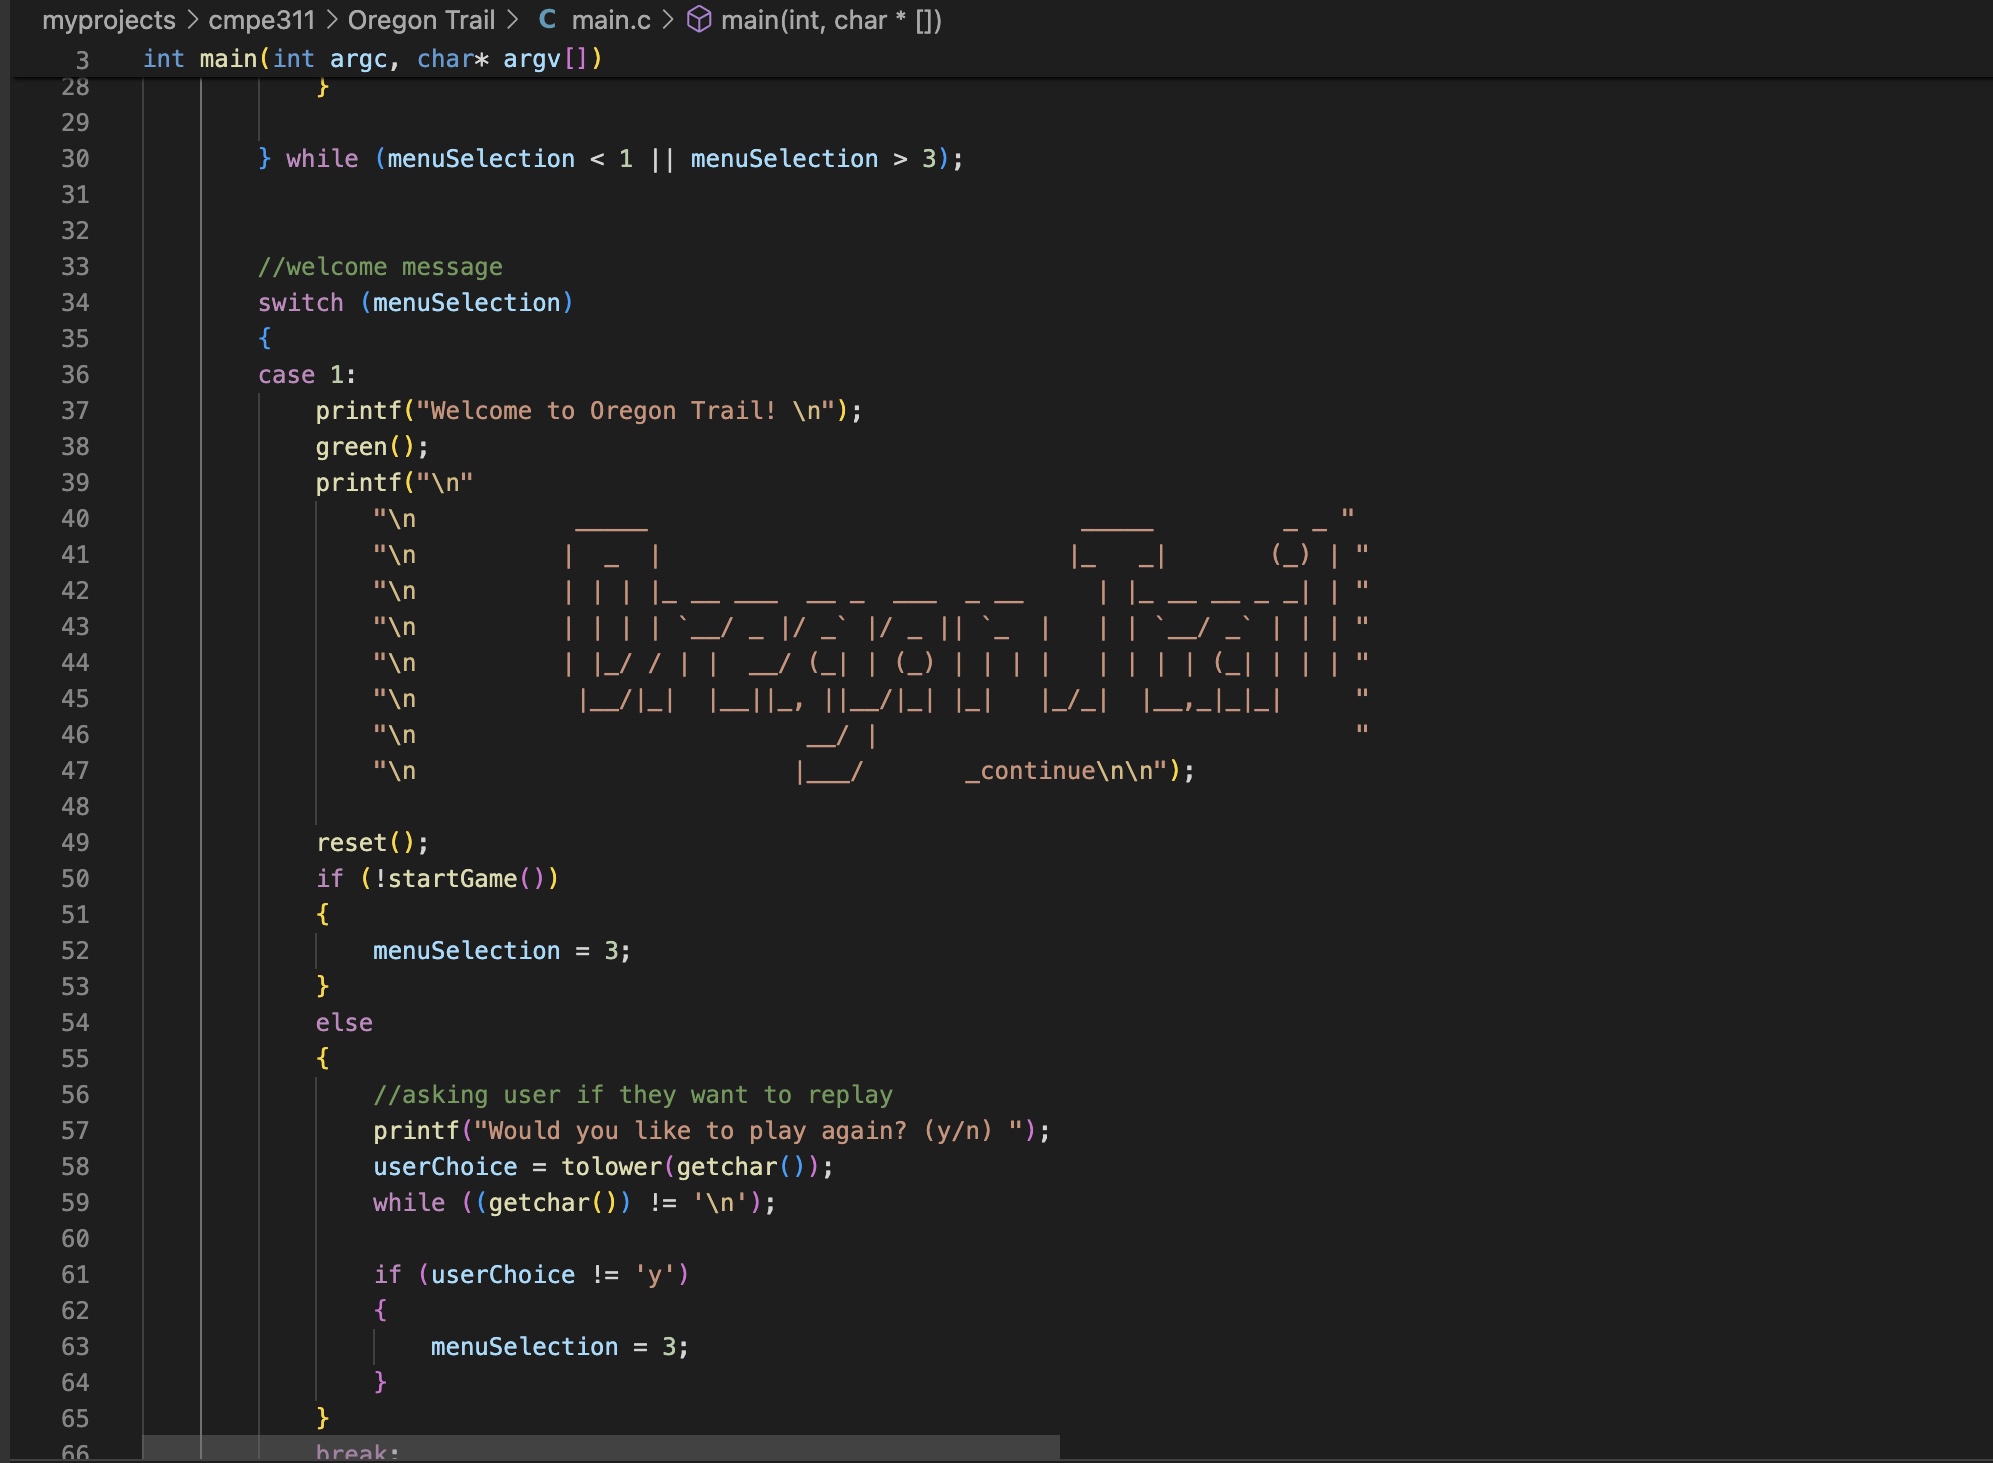 myprojects > cmpe311 > Oregon Trail > C main.c > main(int, char * [])
3 int main(int argc, char* argv[])
28 }
29
30 } while (menuSelection < 1 || menuSelection > 3);
31
32
33 //welcome message
34 switch (menuSelection)
35 {
36 case 1:
37 printf("Welcome to Oregon Trail! \n");
38 green();
39 printf("\n"
40 "\n           _____                              _____         _ _ "
41 "\n          |  _  |                            |_   _|       (_) | "
42 "\n          | | | |_ __ ___  __ _  ___  _ __     | |_ __ __ _ _| | "
43 "\n          | | | | `__/ _ |/ _` |/ _ || `_  |   | | `__/ _` | | | "
44 "\n          | |_/ / | |  __/ (_| | (_) | | | |   | | | | (_| | | | "
45 "\n           |__/|_|  |__||_, ||__/|_| |_|   |_/_|  |__,_|_|_|     "
46 "\n                           __/ |                                 "
47 "\n                          |___/       _continue\n\n");
48
49 reset();
50 if (!startGame())
51 {
52 menuSelection = 3;
53 }
54 else
55 {
56 //asking user if they want to replay
57 printf("Would you like to play again? (y/n) ");
58 userChoice = tolower(getchar());
59 while ((getchar()) != '\n');
60
61 if (userChoice != 'y')
62 {
63 menuSelection = 3;
64 }
65 }
66 break;